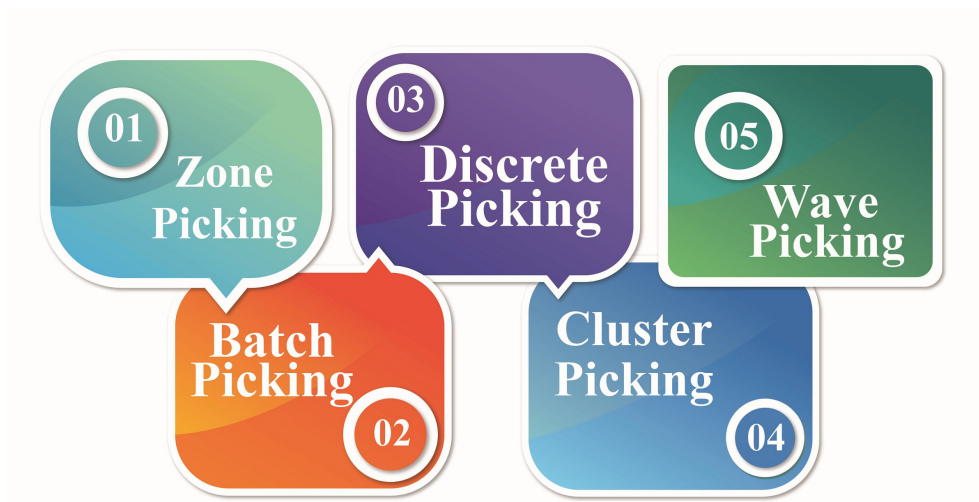 01
Zone
Picking
Batch
Picking
02
03
Discrete
Picking
Cluster
Picking
04
05
Wave
Picking